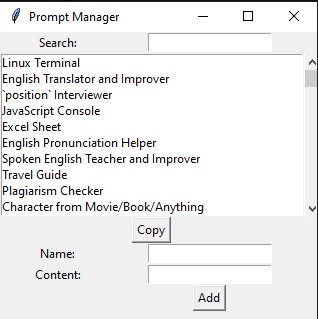 Prompt Manager
Search:
Linux Terminal
English Translator and Improver
`position` Interviewer
JavaScript Console
Excel Sheet
English Pronunciation Helper
Spoken English Teacher and Improver
Travel Guide
Plagiarism Checker
Character from Movie/Book/Anything
Copy
Name:
Content:
Add